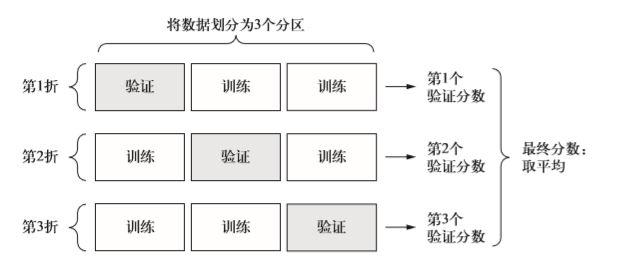 将数据划分为3个分区
第1折
验证
训练
训练
第1个
验证分数
第2折
训练
验证
训练
第2个
验证分数
最终分数：
取平均
第3折
训练
训练
验证
第3个
验证分数